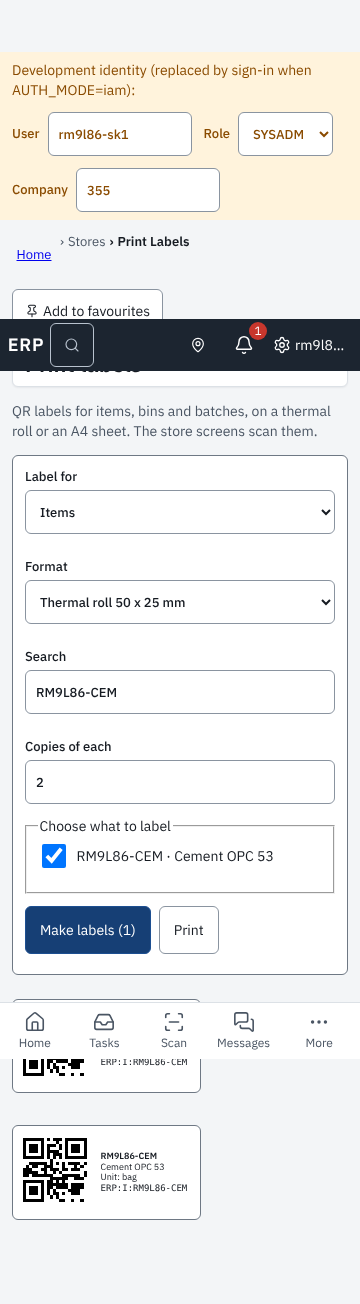 Development identity (replaced by sign-in when
AUTH_MODE=iam):
User rm9l86-sk1 Role SYSADM
Company 355
Home › Stores › Print Labels
Add to favourites
ERP 1 rm9l8...
QR labels for items, bins and batches, on a thermal
roll or an A4 sheet. The store screens scan them.
Label for
Items
Format
Thermal roll 50 x 25 mm
Search
RM9L86-CEM
Copies of each
2
Choose what to label
RM9L86-CEM · Cement OPC 53
Make labels (1) Print
Home Tasks Scan Messages More
ERP:I:RM9L86-CEM
RM9L86-CEM
Cement OPC 53
Unit: bag
ERP:I:RM9L86-CEM